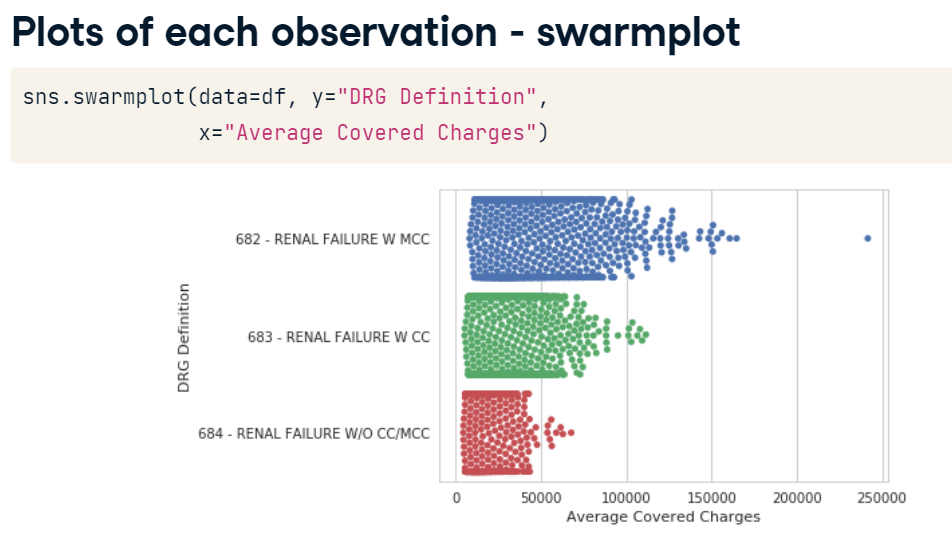 Plots of each observation - swarmplot
sns.swarmplot(data=df, y="DRG Definition",
x="Average Covered Charges")
682 - RENAL FAILURE W MCC
683 - RENAL FAILURE W CC
684 - RENAL FAILURE W/O CC/MCC
DRG Definition
0 50000 100000 150000 200000 250000
Average Covered Charges